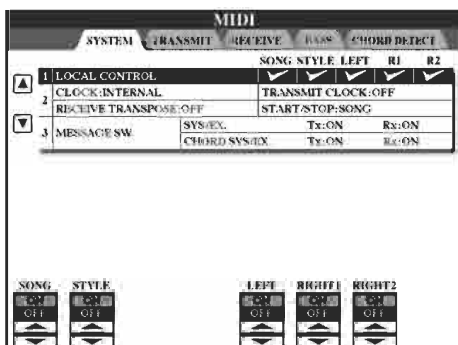 MIDI
SYSTEM TRANSMIT RECEIVE BASS CHORD DETECT
SONG STYLE LEFT R1 R2
1 LOCAL CONTROL
2 CLOCK:INTERNAL TRANSMIT CLOCK:OFF
RECEIVE TRANSPOSE:OFF START/STOP:SONG
3 MESSAGE SW SYS/EX. Tx:ON Rx:ON
CHORD SYS/EX Tx:ON Rx:ON
SONG STYLE LEFT RIGHT1 RIGHT2
ON ON ON ON ON
OFF OFF OFF OFF OFF